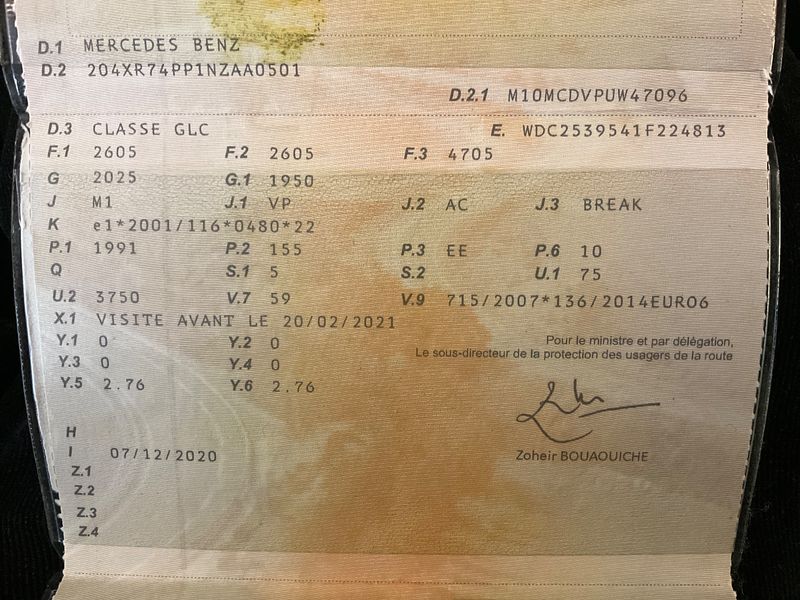 D.1 MERCEDES BENZ
D.2 204XR74PP1NZAA0501
D.2.1 M10MCDVPUW47096
D.3 CLASSE GLC E. WDC2539541F224813
F.1 2605 F.2 2605 F.3 4705
G 2025 G.1 1950
J M1 J.1 VP J.2 AC J.3 BREAK
K e1*2001/116*0480*22
P.1 1991 P.2 155 P.3 EE P.6 10
Q S.1 5 S.2 U.1 75
U.2 3750 V.7 59 V.9 715/2007*136/2014EURO6
X.1 VISITE AVANT LE 20/02/2021
Y.1 0 Y.2 0
Pour le ministre et par délégation,
Le sous-directeur de la protection des usagers de la route
Y.3 0 Y.4 0
Y.5 2.76 Y.6 2.76
H
I 07/12/2020
Zoheir BOUAOUICHE
Z.1
Z.2
Z.3
Z.4